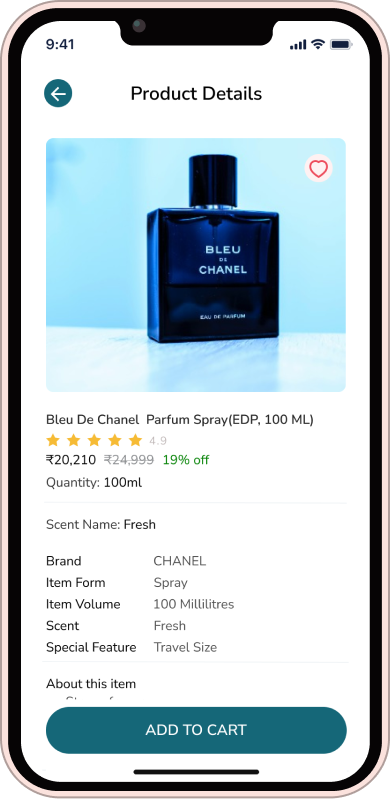 9:41
Product Details
BLEU
DE
CHANEL
EAU DE PARFUM
Bleu De Chanel Parfum Spray(EDP, 100 ML)
4.9
₹20,210 ₹24,999 19% off
Quantity: 100ml
Scent Name: Fresh
Brand CHANEL
Item Form Spray
Item Volume 100 Millilitres
Scent Fresh
Special Feature Travel Size
About this item
ADD TO CART